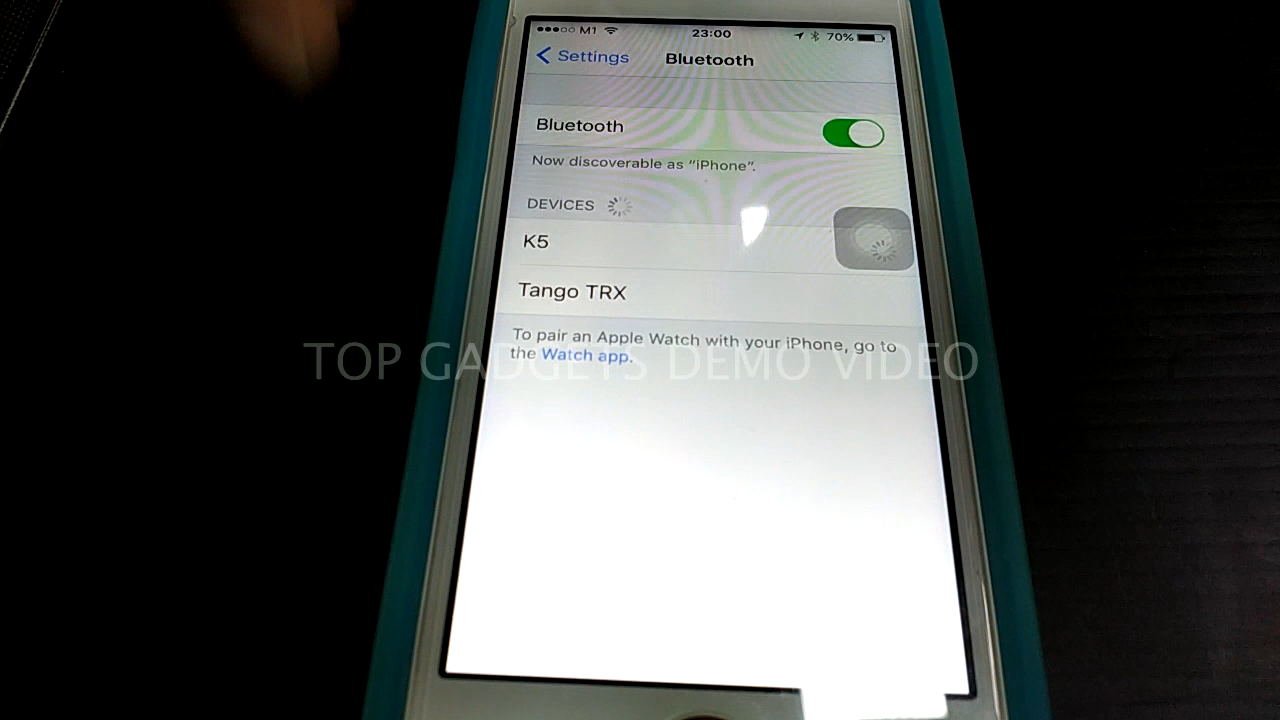 M1 23:00 70%
Settings Bluetooth
Bluetooth
Now discoverable as “iPhone”.
DEVICES
K5
Tango TRX
To pair an Apple Watch with your iPhone, go to
the Watch app.
TOP GADGETS DEMO VIDEO